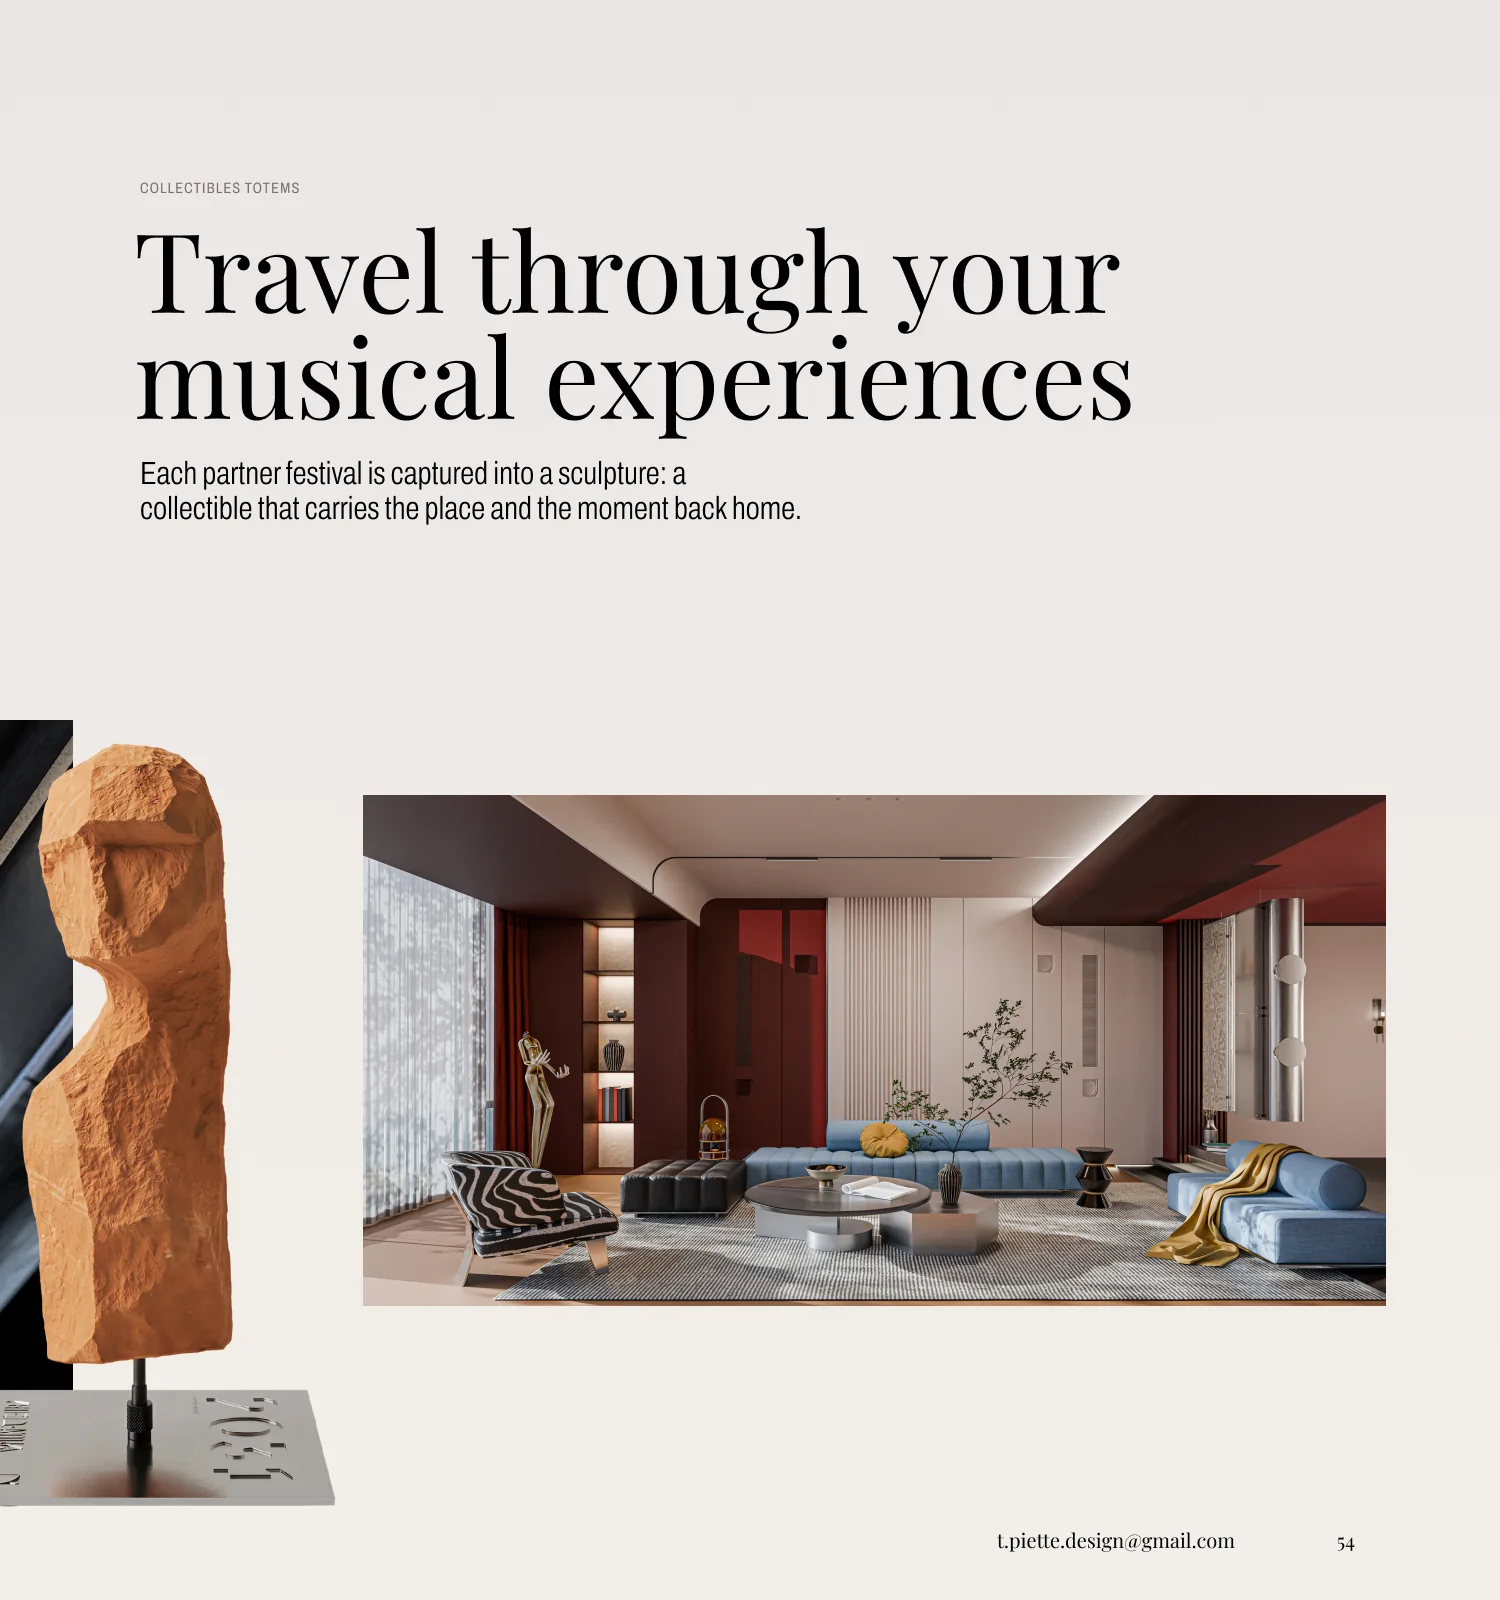 COLLECTIBLES TOTEMS
Travel through your
musical experiences
Each partner festival is captured into a sculpture: a
collectible that carries the place and the moment back home.
t.piette.design@gmail.com
54